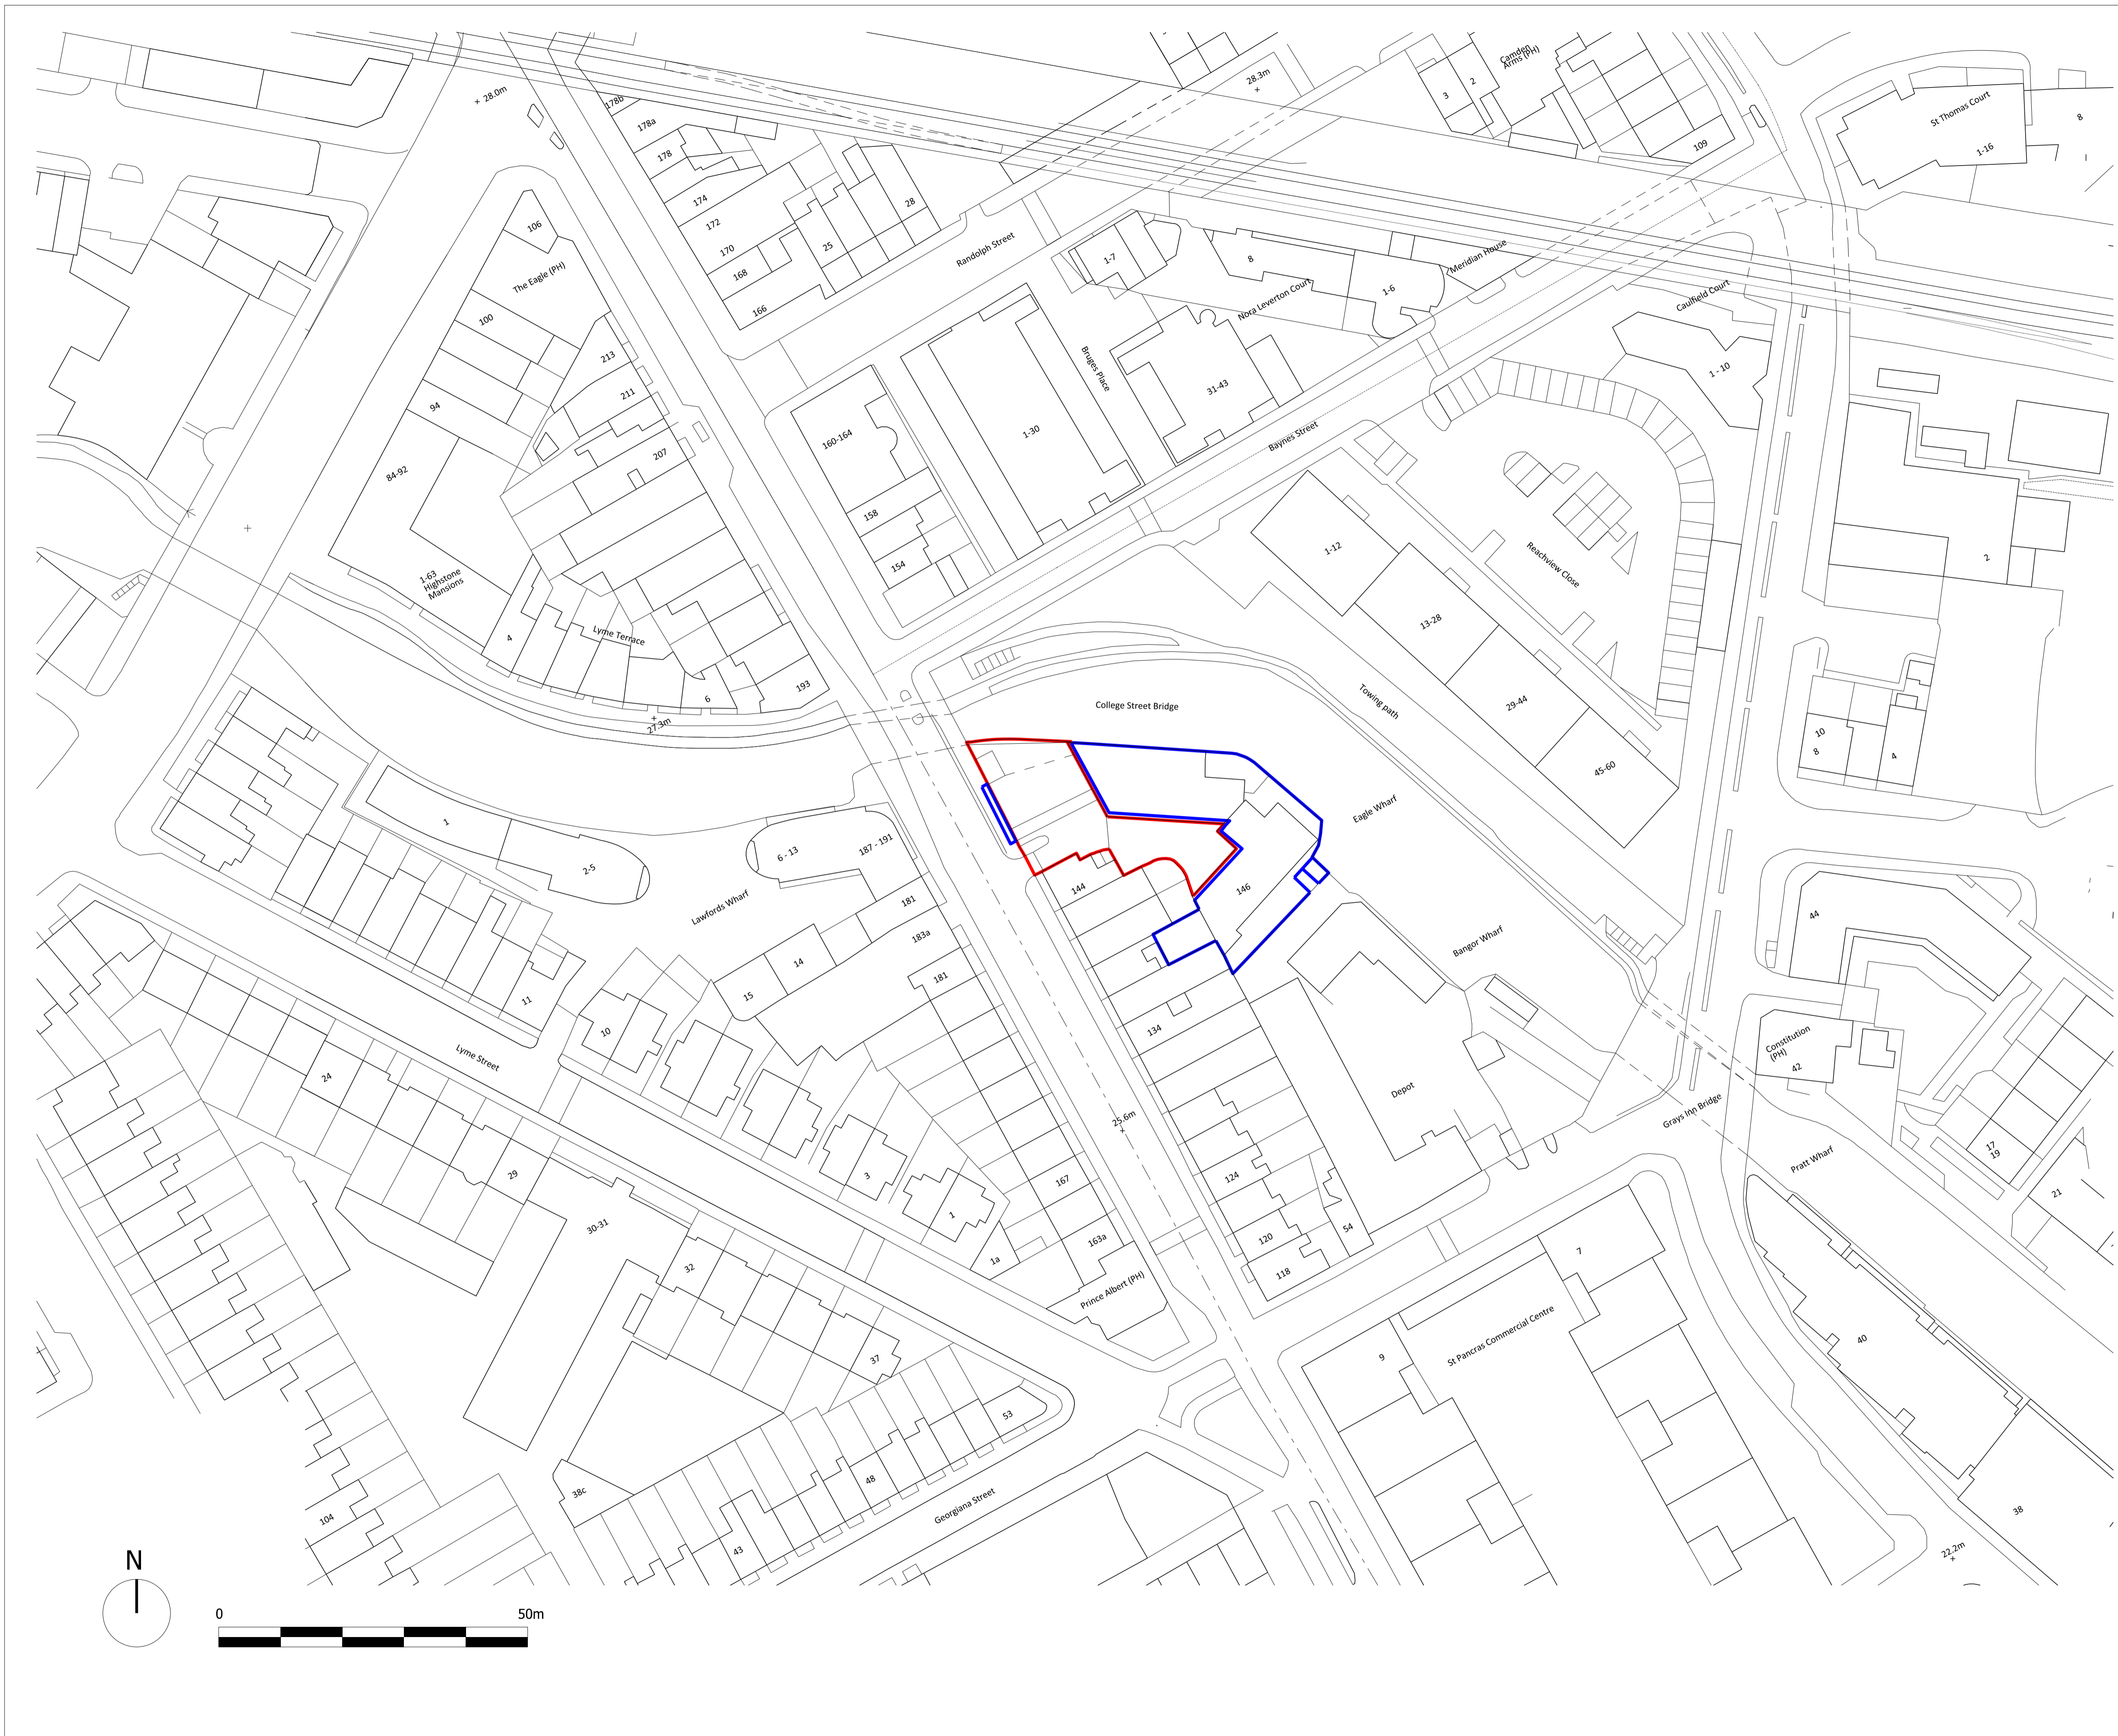 28.0m
178b
178a
178
174
172
170
168
166
25
28
Randolph Street
28.3m
3
2
Camden
Arms (PH)
109
St Thomas Court
1-16
8
106
The Eagle (PH)
100
94
84-92
213
211
207
1-63
Highstone
Mansions
4
Lyme Terrace
6
193
27.3m
160-164
158
154
1-30
Bruges Place
1-7
8
Nora Leverton Court
1-6
Meridian House
31-43
Baynes Street
Caulfield Court
1 - 10
1-12
13-28
29-44
45-60
Reachview Close
Towing path
College Street Bridge
2
10
8
4
Eagle Wharf
146
144
134
Bangor Wharf
Depot
1
2-5
6 - 13
187 - 191
Lawfords Wharf
181
183a
14
15
181
11
10
Lyme Street
24
29
30-31
3
1
1a
167
163a
Prince Albert (PH)
25.6m
124
120
118
54
44
Constitution
(PH)
42
Grays Inn Bridge
Pratt Wharf
17
19
21
7
9
St Pancras Commercial Centre
40
38
22.2m
32
37
53
48
43
38c
104
Georgiana Street
N
0
50m